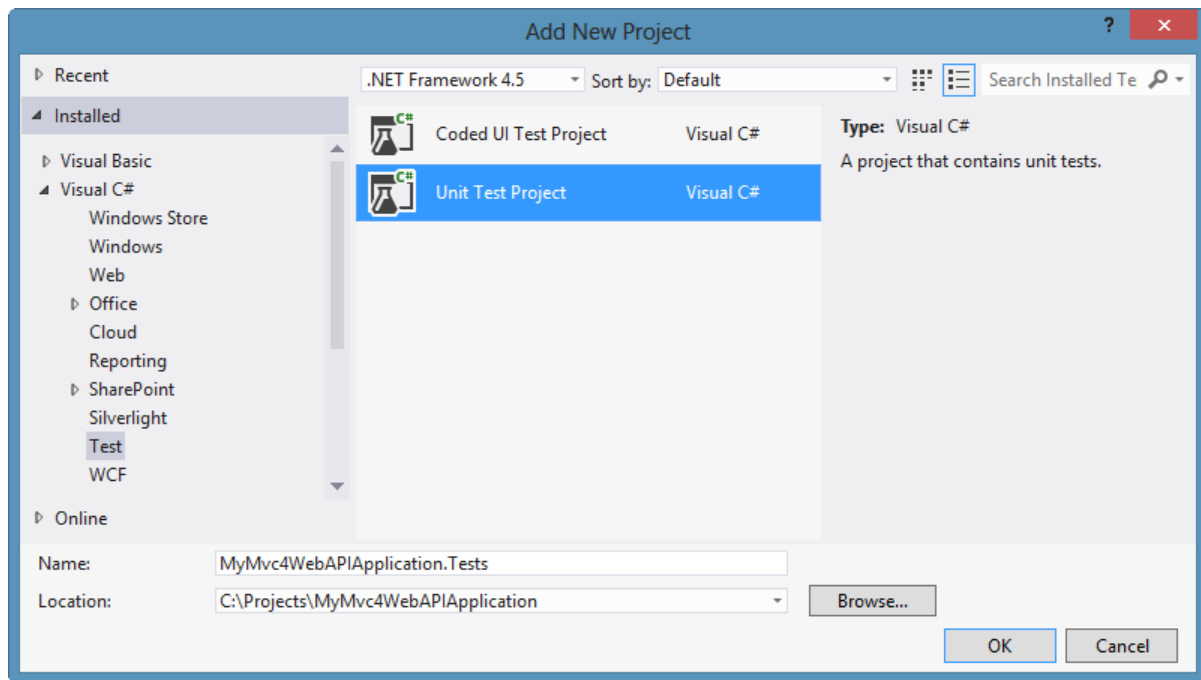 Add New Project
?
Recent
.NET Framework 4.5
Sort by: Default
Search Installed Te
Installed
Visual Basic
Visual C#
Windows Store
Windows
Web
Office
Cloud
Reporting
SharePoint
Silverlight
Test
WCF
Online
C# Coded UI Test Project Visual C#
C# Unit Test Project Visual C#
Type: Visual C#
A project that contains unit tests.
Name: MyMvc4WebAPIApplication.Tests
Location: C:\Projects\MyMvc4WebAPIApplication
Browse...
OK Cancel